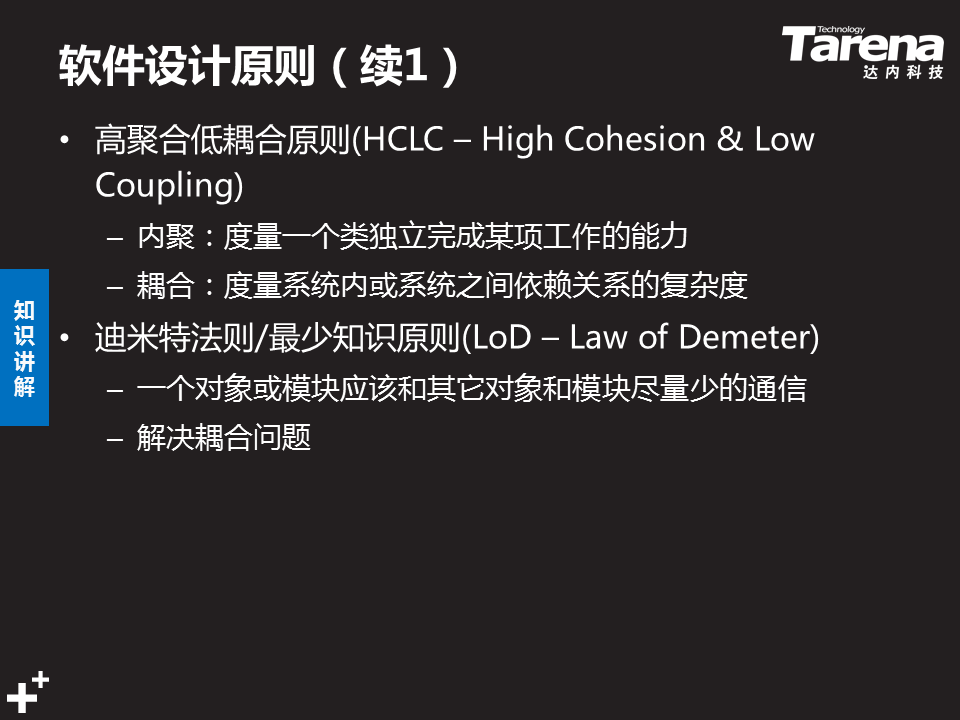 软件设计原则（续1）
Technology
Tarena
达内科技
• 高聚合低耦合原则(HCLC – High Cohesion & Low
Coupling)
– 内聚：度量一个类独立完成某项工作的能力
– 耦合：度量系统内或系统之间依赖关系的复杂度
• 迪米特法则/最少知识原则(LoD – Law of Demeter)
– 一个对象或模块应该和其它对象和模块尽量少的通信
– 解决耦合问题
知
识
讲
解